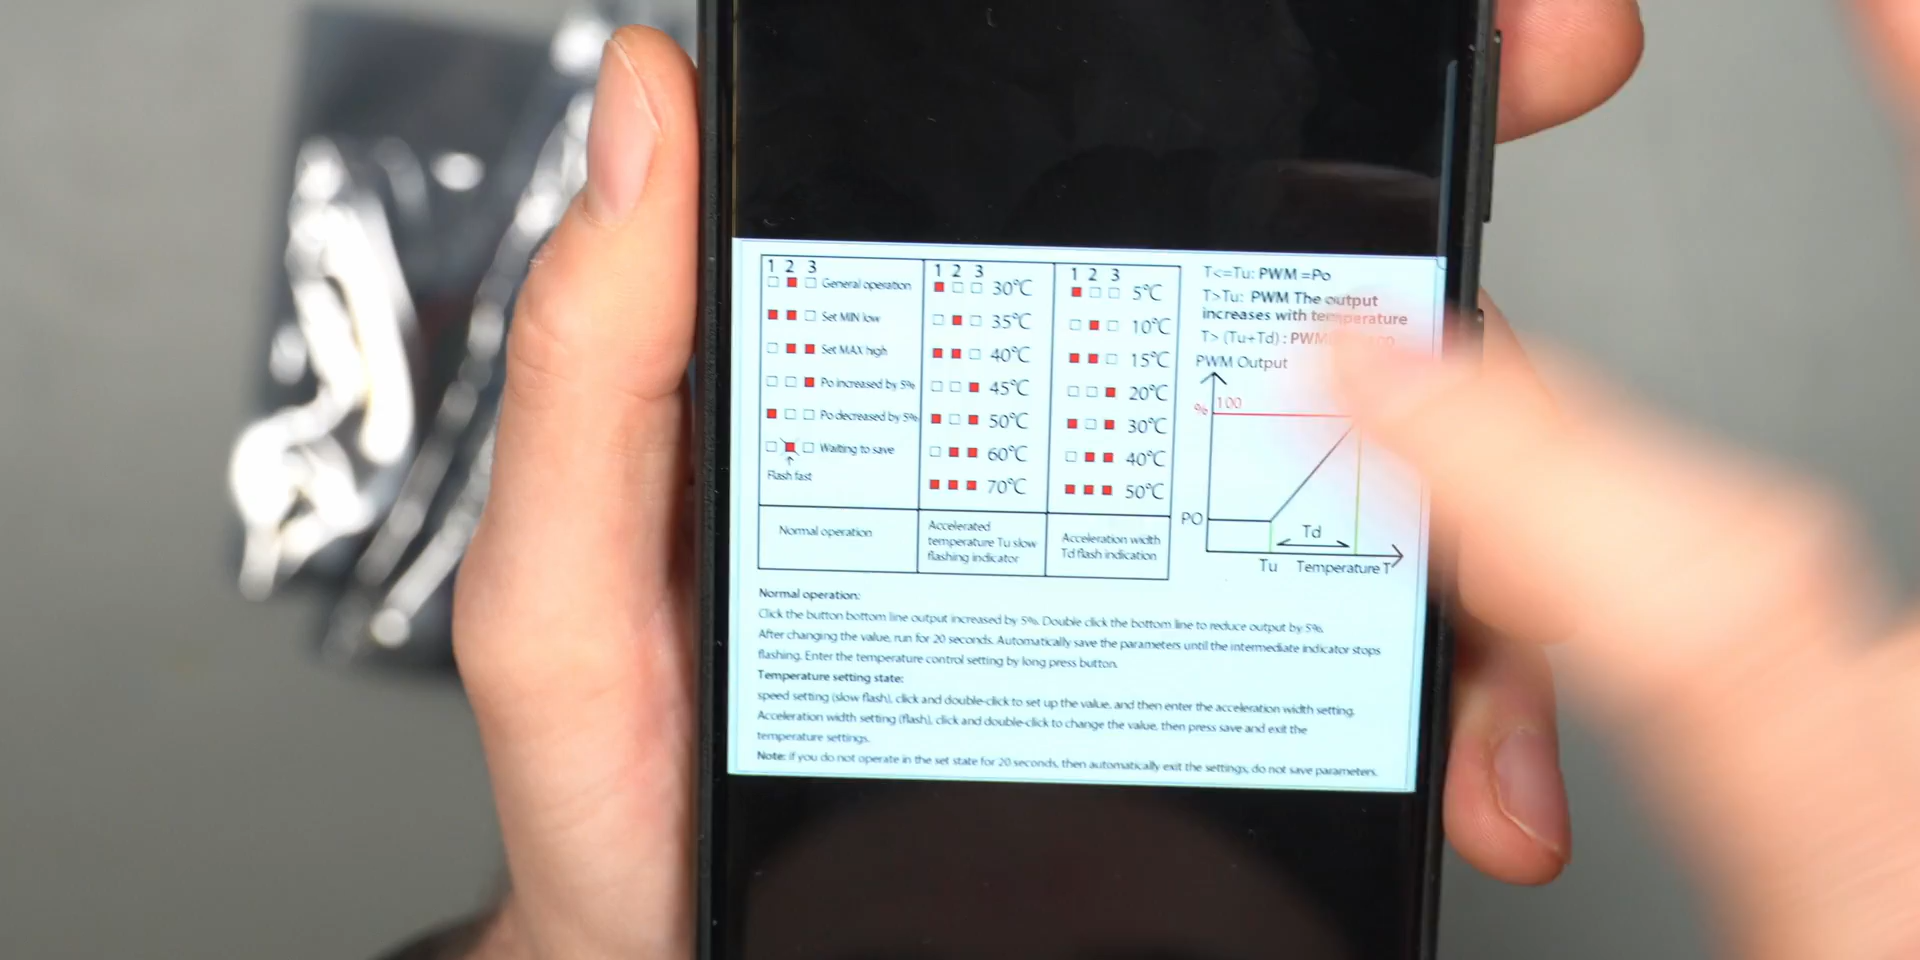 1 2 3
General operation
Set MIN low
Set MAX high
Po increased by 5%
Po decreased by 5%
Waiting to save
Flash fast
Normal operation
1 2 3
30℃
35℃
40℃
45℃
50℃
60℃
70℃
Accelerated
temperature Tu slow
flashing indicator
1 2 3
5℃
10℃
15℃
20℃
30℃
40℃
50℃
Acceleration width
Td flash indication
T<=Tu: PWM =Po
T>Tu: PWM The output
increases with temperature
T> (Tu+Td) : PWM
PWM Output
% 100
PO
Td
Tu Temperature T
Normal operation:
Click the button bottom line output increased by 5%. Double click the bottom line to reduce output by 5%.
After changing the value, run for 20 seconds. Automatically save the parameters until the intermediate indicator stops
flashing. Enter the temperature control setting by long press button.
Temperature setting state:
speed setting (slow flash), click and double-click to set up the value, and then enter the acceleration width setting.
Acceleration width setting (flash), click and double-click to change the value, then press save and exit the
temperature settings.
Note: if you do not operate in the set state for 20 seconds, then automatically exit the settings, do not save parameters.